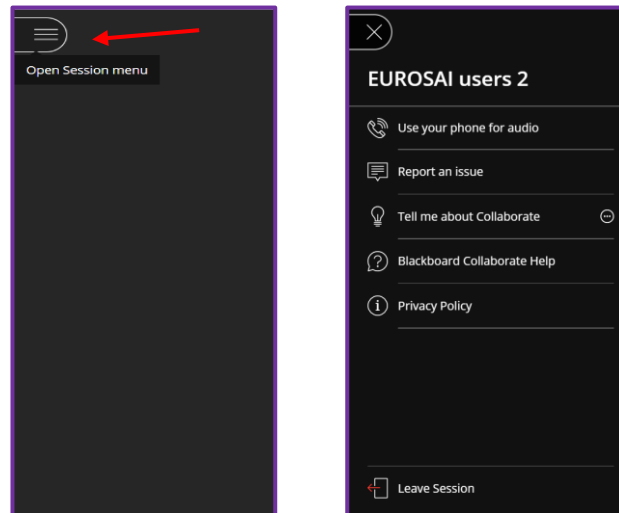 Open Session menu
EUROSAI users 2
Use your phone for audio
Report an issue
Tell me about Collaborate
Blackboard Collaborate Help
Privacy Policy
Leave Session